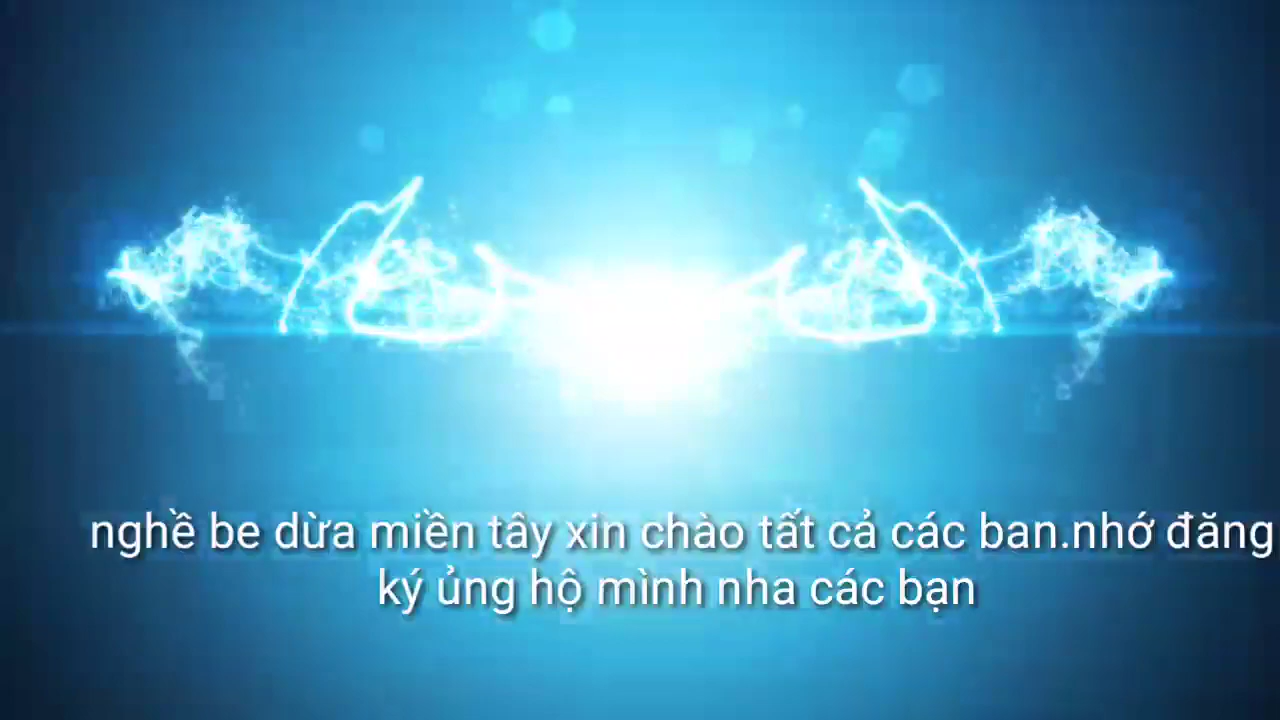 nghề be dừa miền tây xin chào tất cả các ban.nhớ đăng
ký ủng hộ mình nha các bạn